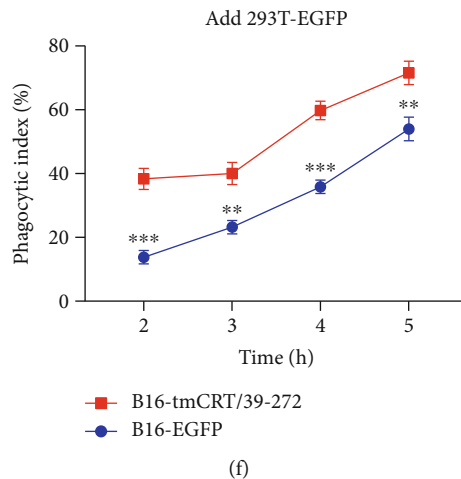 Add 293T-EGFP
Phagocytic index (%)
80
60
40
20
0
***
**
***
**
2 3 4 5
Time (h)
B16-tmCRT/39-272
B16-EGFP
(f)